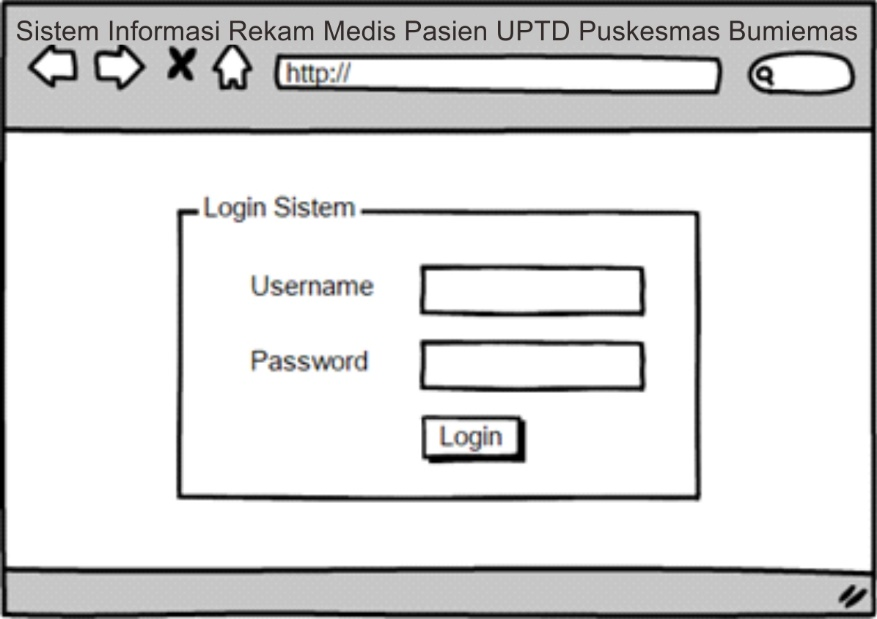 Sistem Informasi Rekam Medis Pasien UPTD Puskesmas Bumiemas
http://
Login Sistem
Username
Password
Login